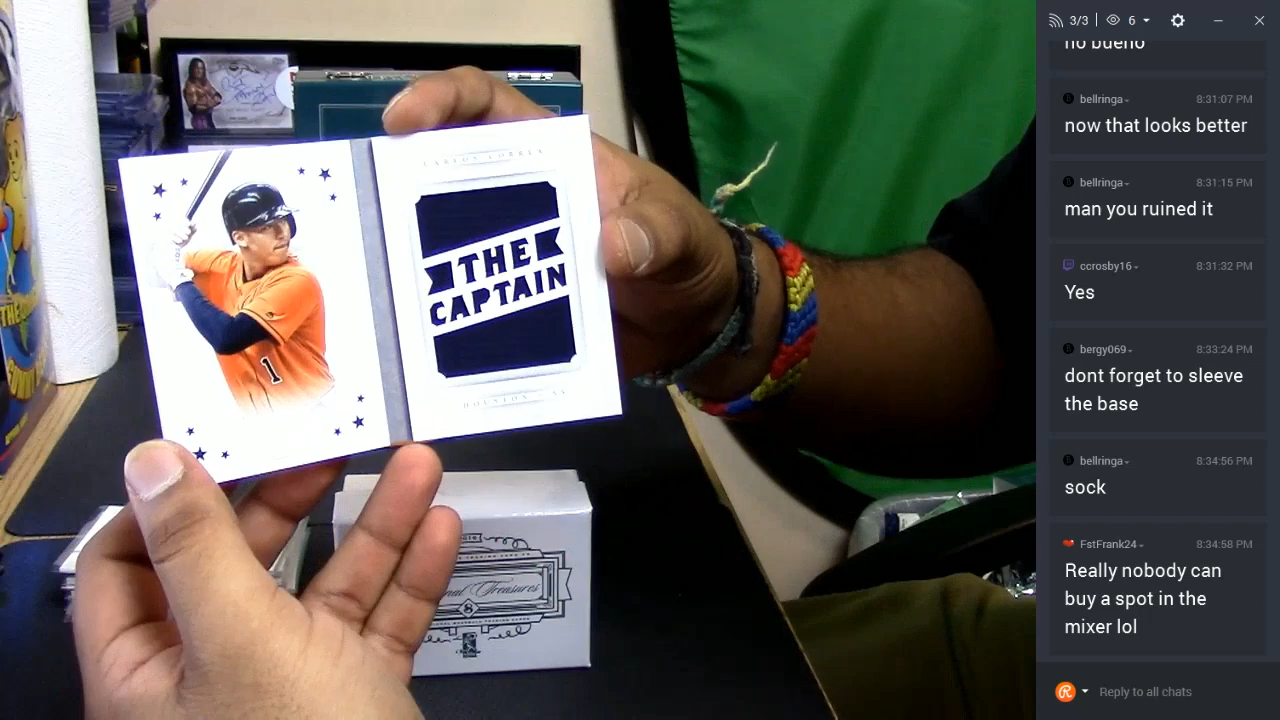 CARLOS CORREA
THE
CAPTAIN
HOUSTON
1
Treasures
8
3/3
6
no bueno
bellringa
8:31:07 PM
now that looks better
bellringa
8:31:15 PM
man you ruined it
ccrosby16
8:31:32 PM
Yes
bergy069
8:33:24 PM
dont forget to sleeve
the base
bellringa
8:34:56 PM
sock
FstFrank24
8:34:58 PM
Really nobody can
buy a spot in the
mixer lol
Reply to all chats